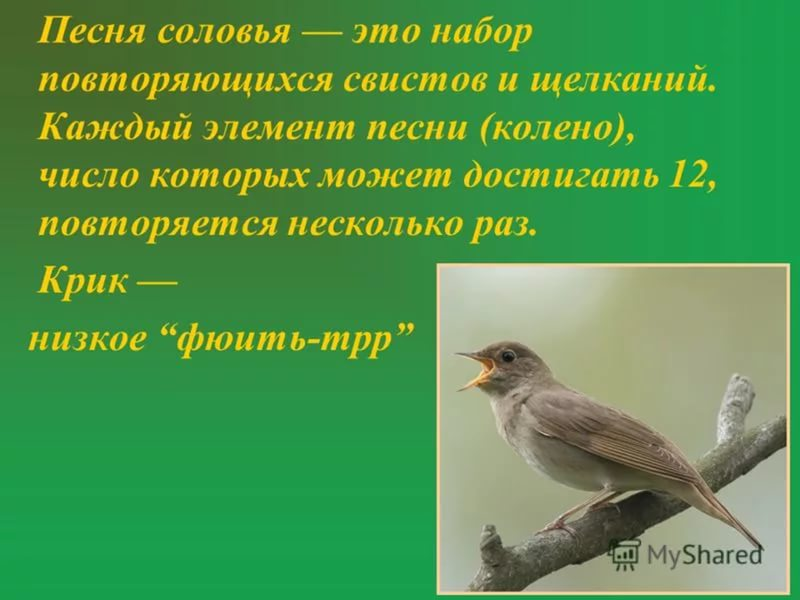 Песня соловья — это набор
повторяющихся свистов и щелканий.
Каждый элемент песни (колено),
число которых может достигать 12,
повторяется несколько раз.
Крик —
низкое “фюить-трр”
MyShared